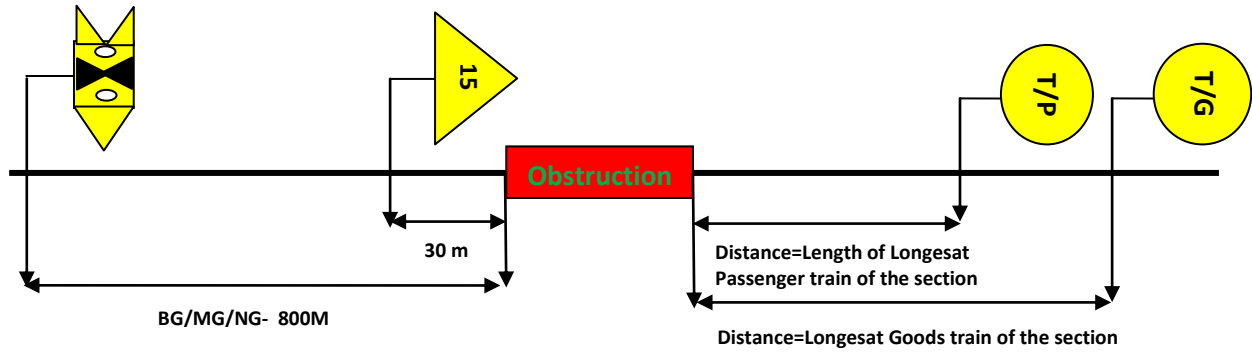 15
T/P
T/G
Obstruction
30 m
Distance=Length of Longesat
Passenger train of the section
BG/MG/NG- 800M
Distance=Longesat Goods train of the section